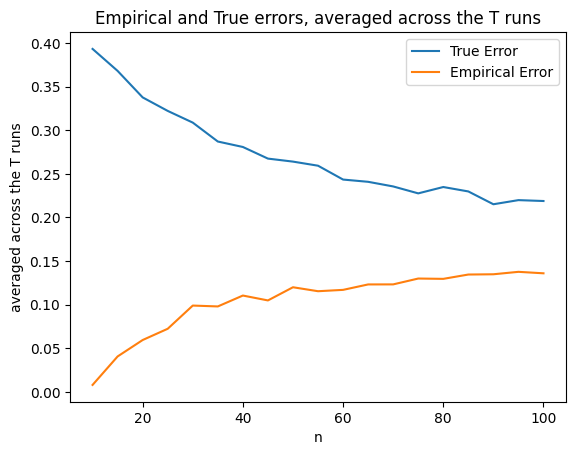 Empirical and True errors, averaged across the T runs
True Error
Empirical Error
averaged across the T runs
0.40
0.35
0.30
0.25
0.20
0.15
0.10
0.05
0.00
20
40
60
80
100
n